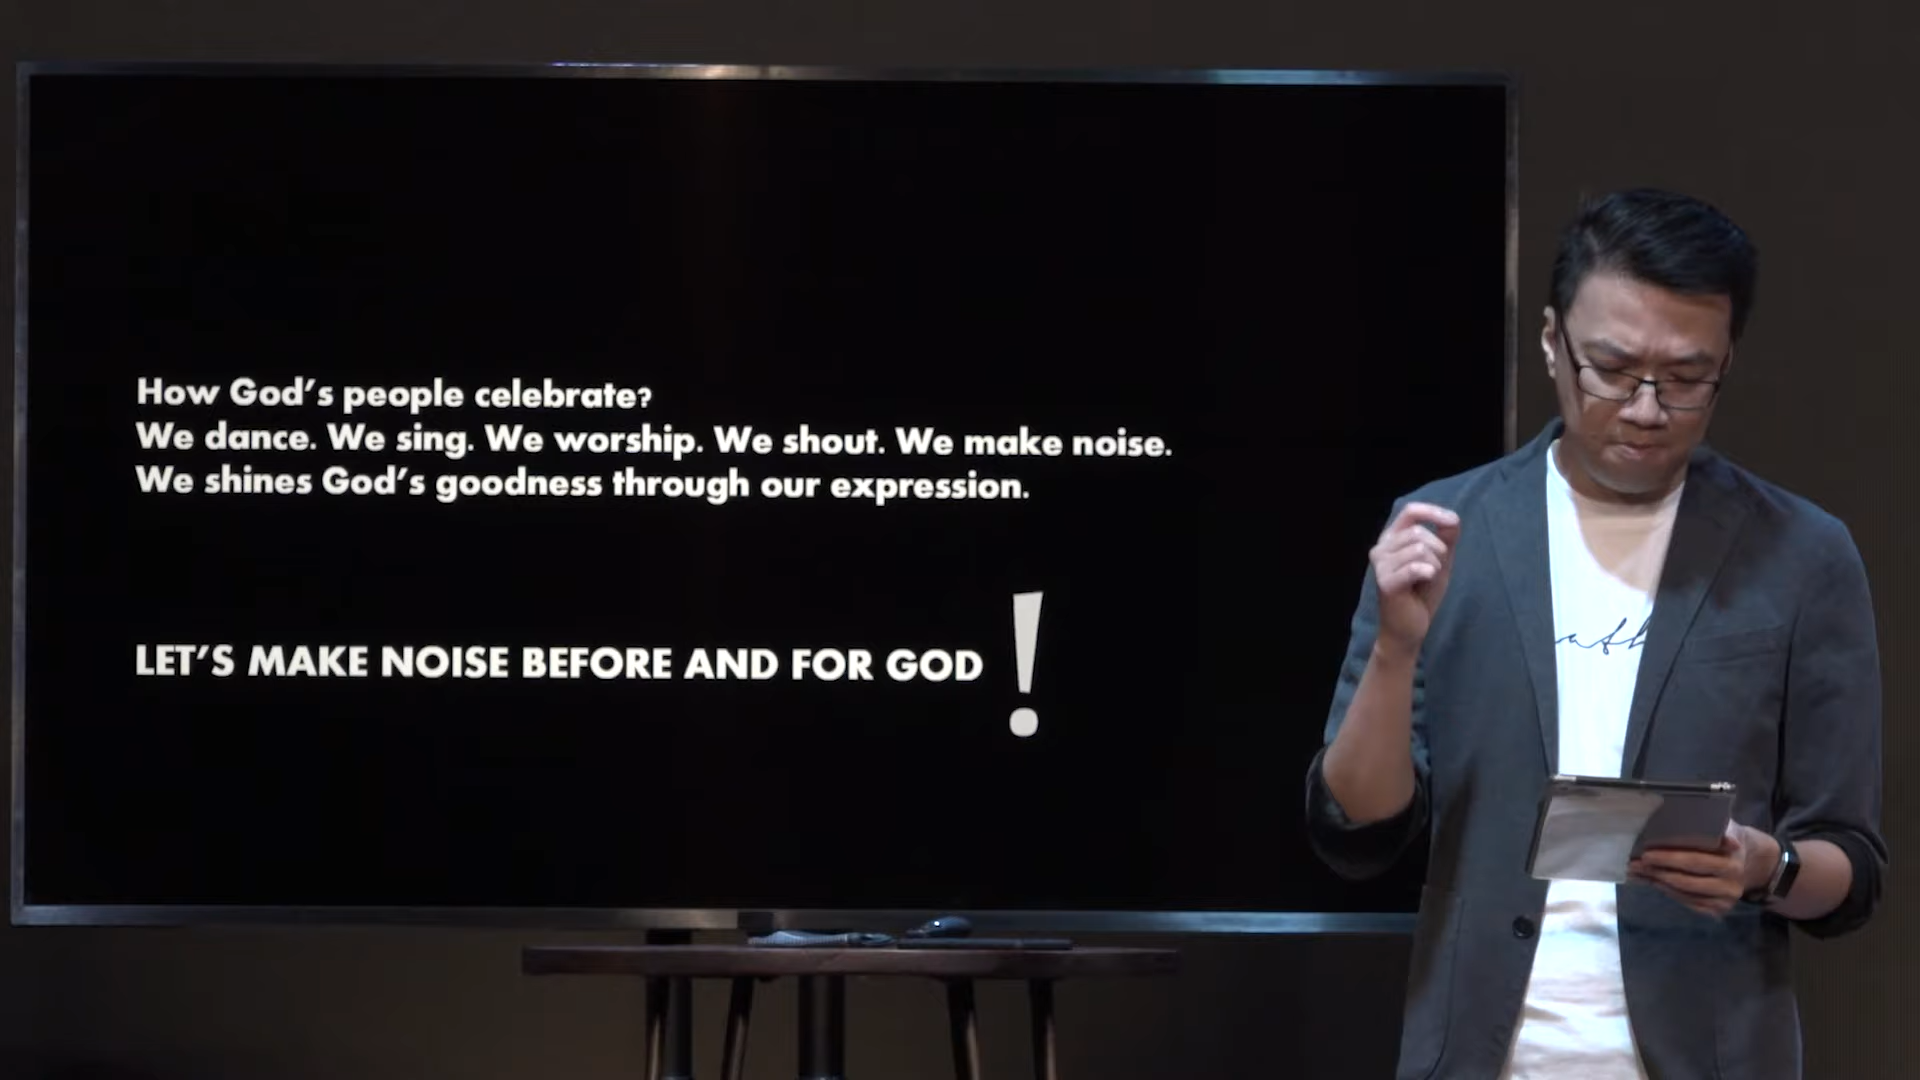 How God's people celebrate?
We dance. We sing. We worship. We shout. We make noise.
We shines God's goodness through our expression.
LET'S MAKE NOISE BEFORE AND FOR GOD!